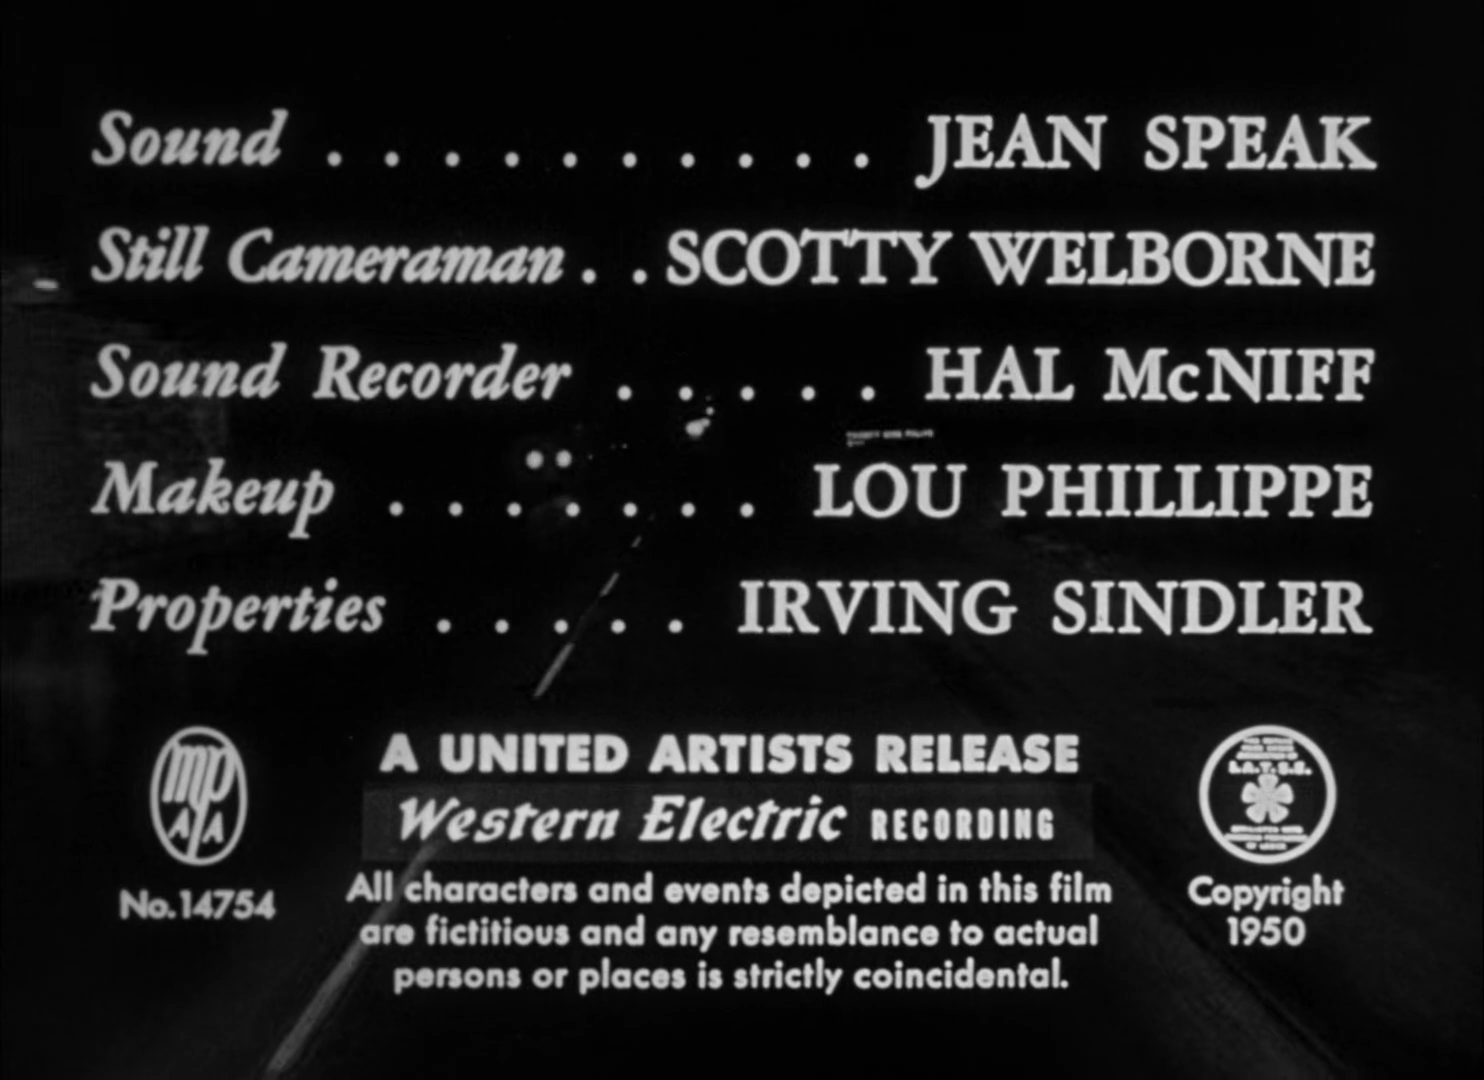 Sound . . . . . . . . . . JEAN SPEAK
Still Cameraman . . SCOTTY WELBORNE
Sound Recorder . . . . . HAL McNIFF
Makeup . . . . . . . LOU PHILLIPPE
Properties . . . . . IRVING SINDLER
MPAA
No. 14754
A UNITED ARTISTS RELEASE
Western Electric RECORDING
All characters and events depicted in this film
are fictitious and any resemblance to actual
persons or places is strictly coincidental.
I.A.T.S.E.
Copyright
1950